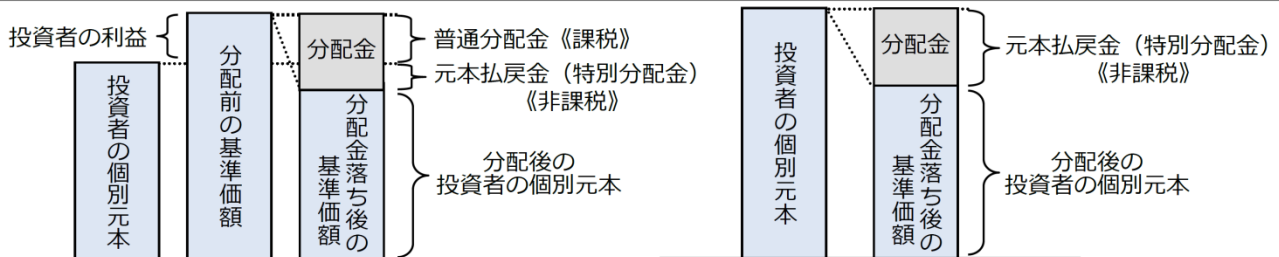 投資者の利益
投資者の個別元本
分配前の基準価額
分配金
分配金落ち後の
基準価額
普通分配金《課税》
元本払戻金（特別分配金）
《非課税》
分配後の
投資者の個別元本
投資者の個別元本
分配金
分配金落ち後の
基準価額
元本払戻金（特別分配金）
《非課税》
分配後の
投資者の個別元本